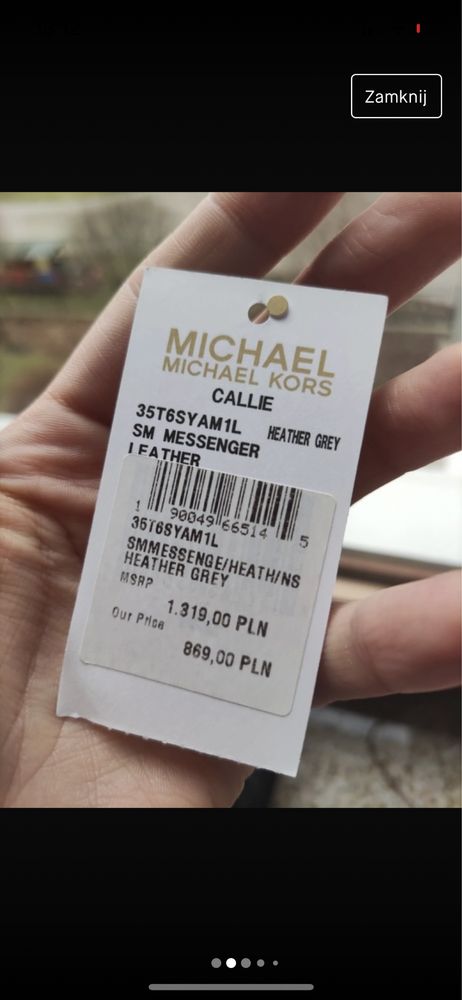 Zamknij
MICHAEL
MICHAEL KORS
CALLIE
35T6SYAM1L HEATHER GREY
SM MESSENGER
LEATHER
1 90049 66514 5
35T6SYAM1L
SMMESSENGE/HEATH/NS
HEATHER GREY
MSRP
1.319,00 PLN
Our Price
869,00 PLN